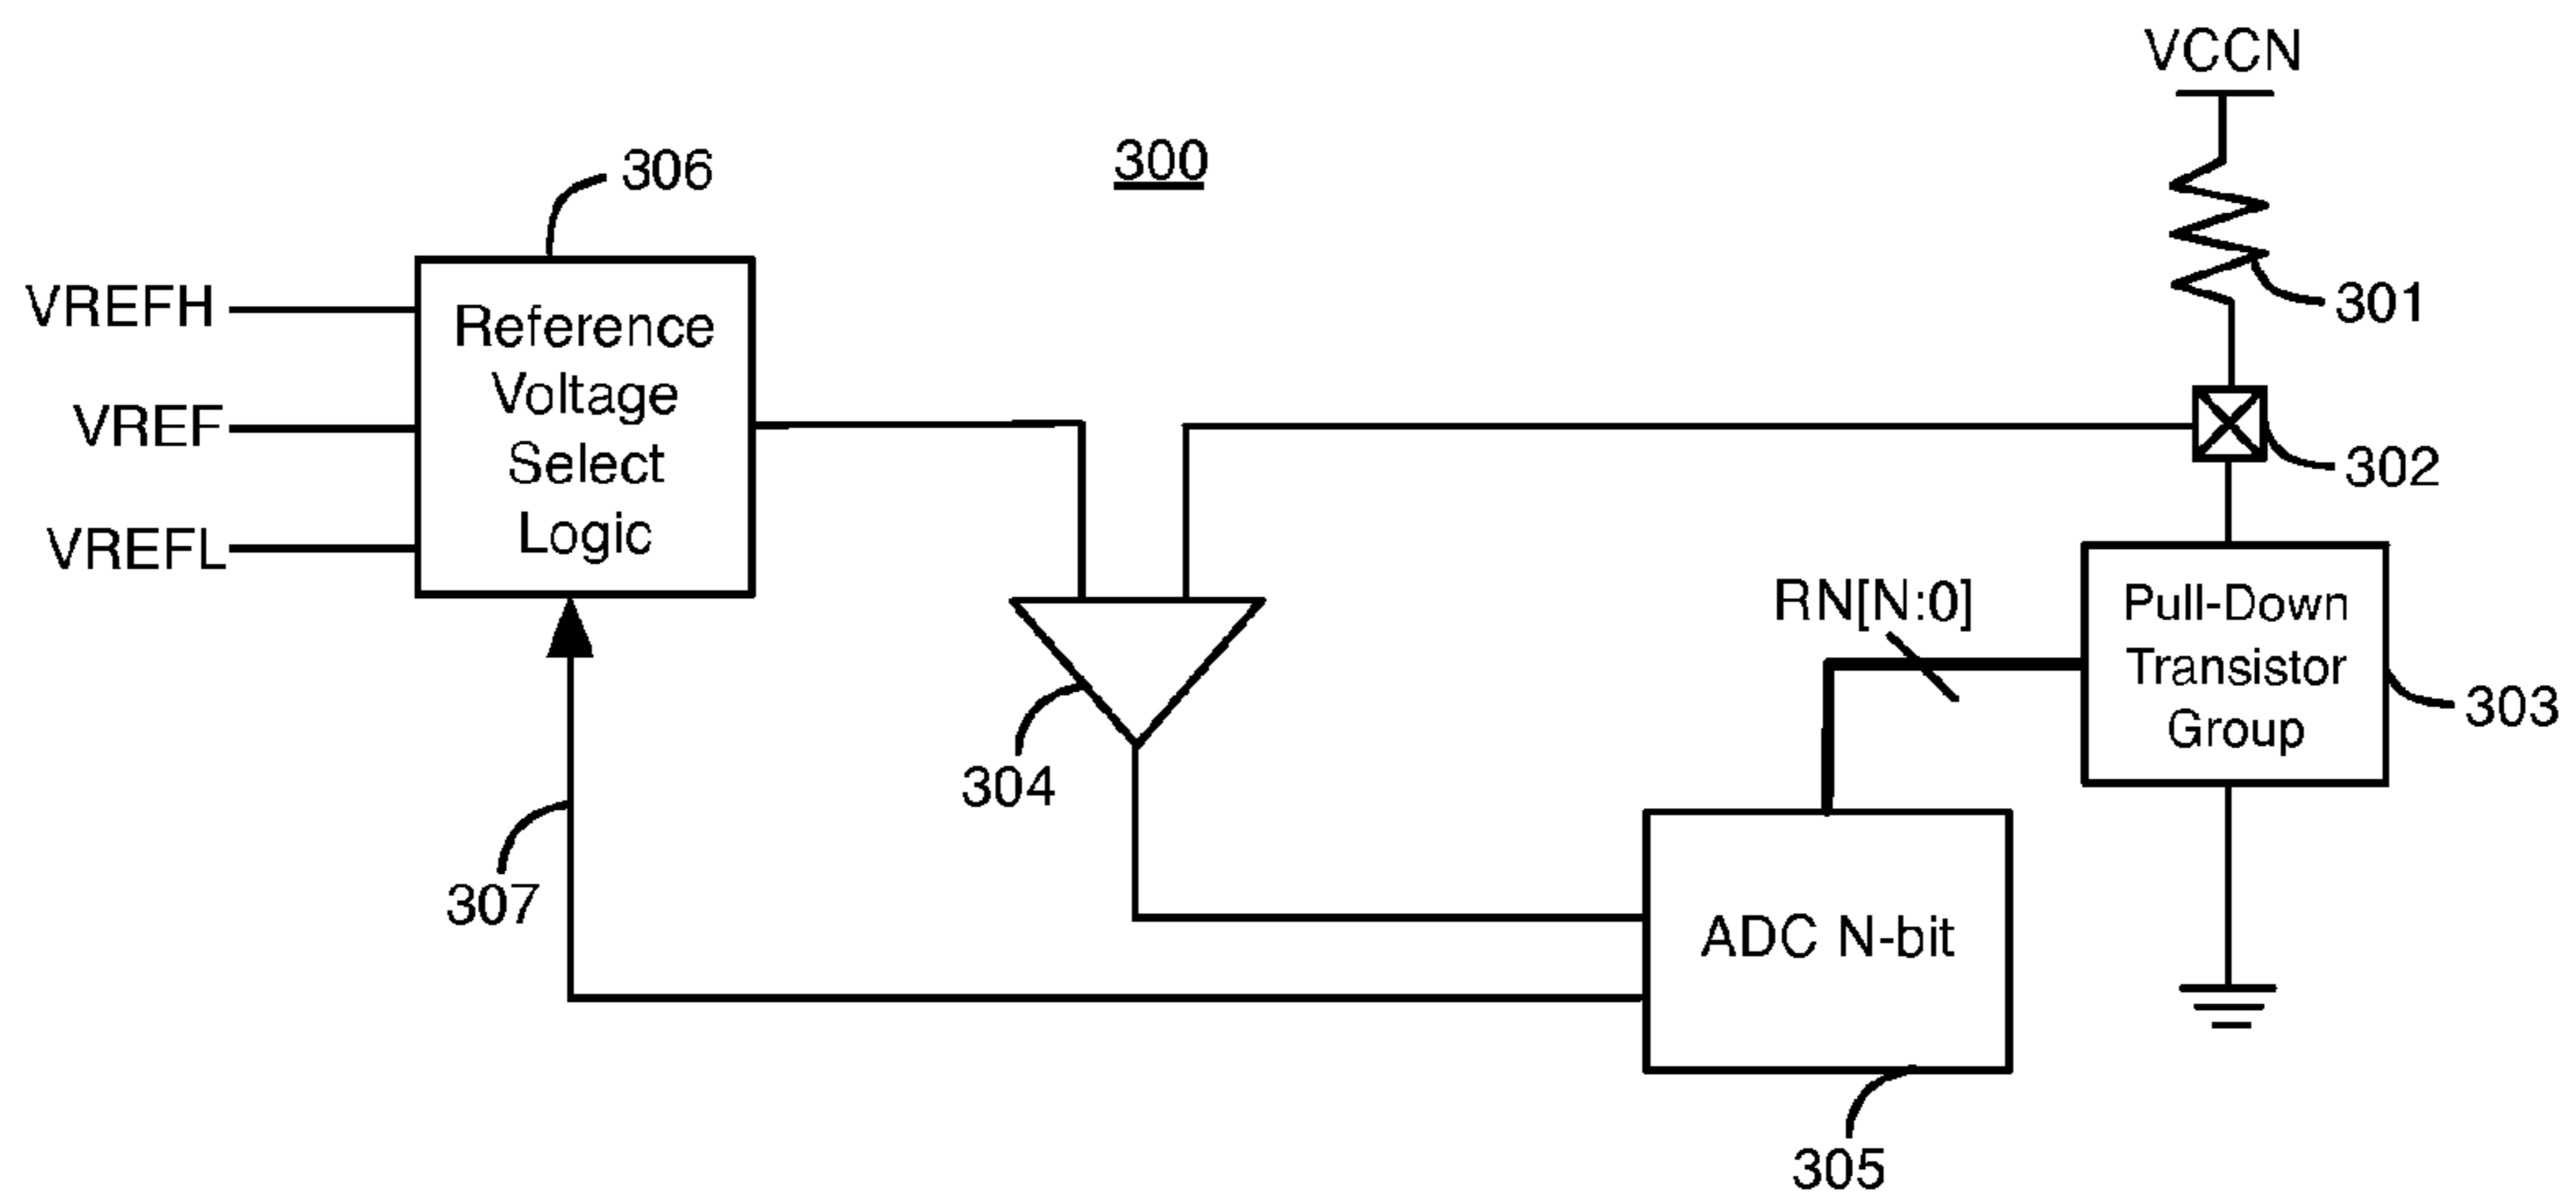 VCCN
300
306
VREFH
Reference
Voltage
Select
Logic
VREF
VREFL
301
302
RN[N:0]
Pull-Down
Transistor
Group
303
304
307
ADC N-bit
305